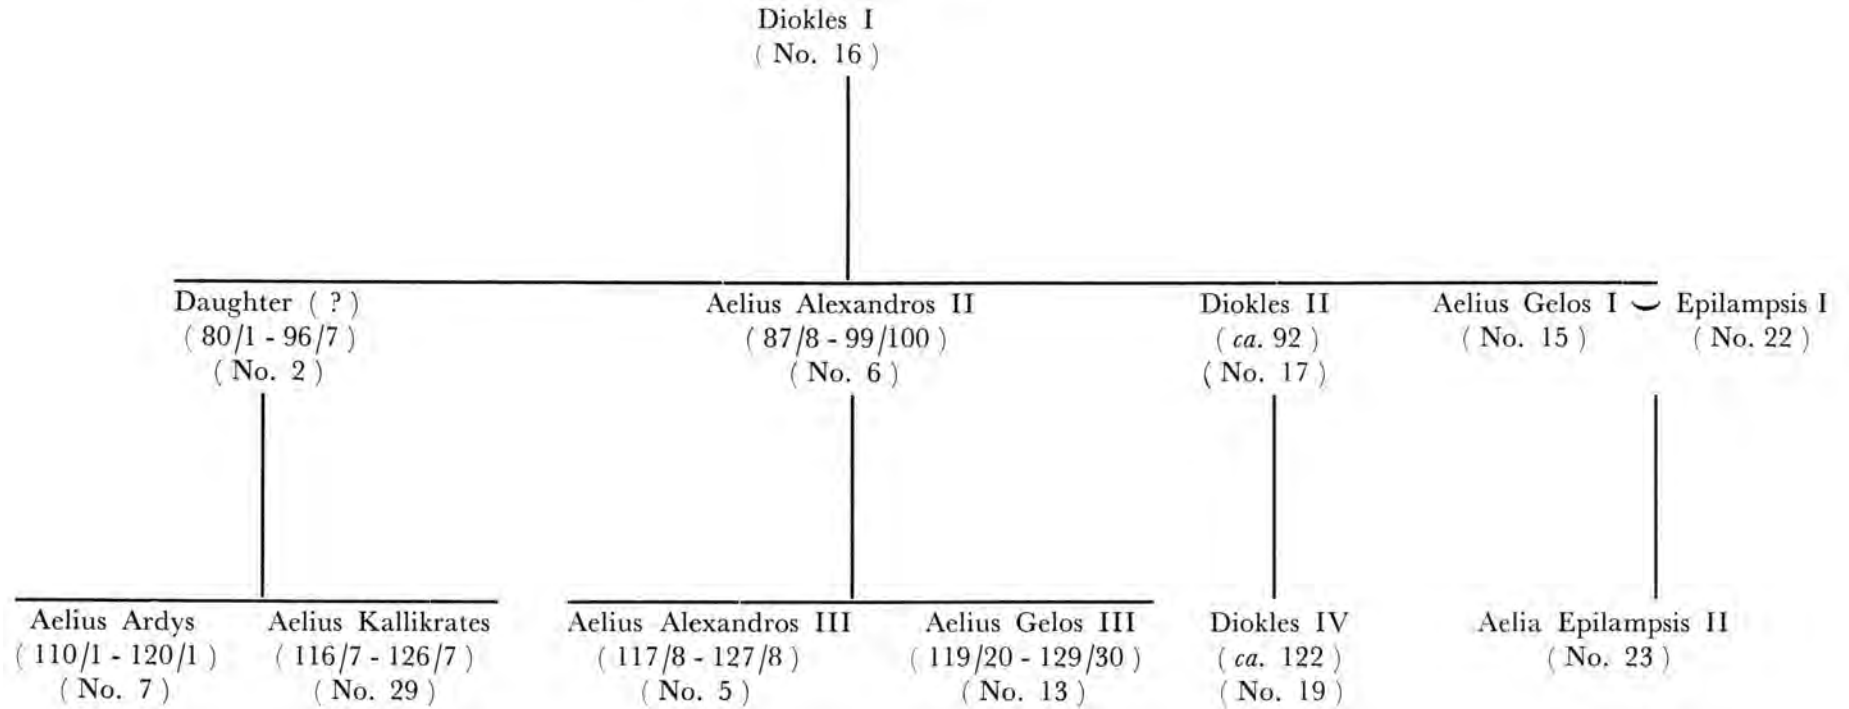 Diokles I
( No. 16 )
Daughter ( ? )
( 80/1 - 96/7 )
( No. 2 )
Aelius Alexandros II
( 87/8 - 99/100 )
( No. 6 )
Diokles II
( ca. 92 )
( No. 17 )
Aelius Gelos I
( No. 15 )
Epilampsis I
( No. 22 )
Aelius Ardys
( 110/1 - 120/1 )
( No. 7 )
Aelius Kallikrates
( 116/7 - 126/7 )
( No. 29 )
Aelius Alexandros III
( 117/8 - 127/8 )
( No. 5 )
Aelius Gelos III
( 119/20 - 129/30 )
( No. 13 )
Diokles IV
( ca. 122 )
( No. 19 )
Aelia Epilampsis II
( No. 23 )